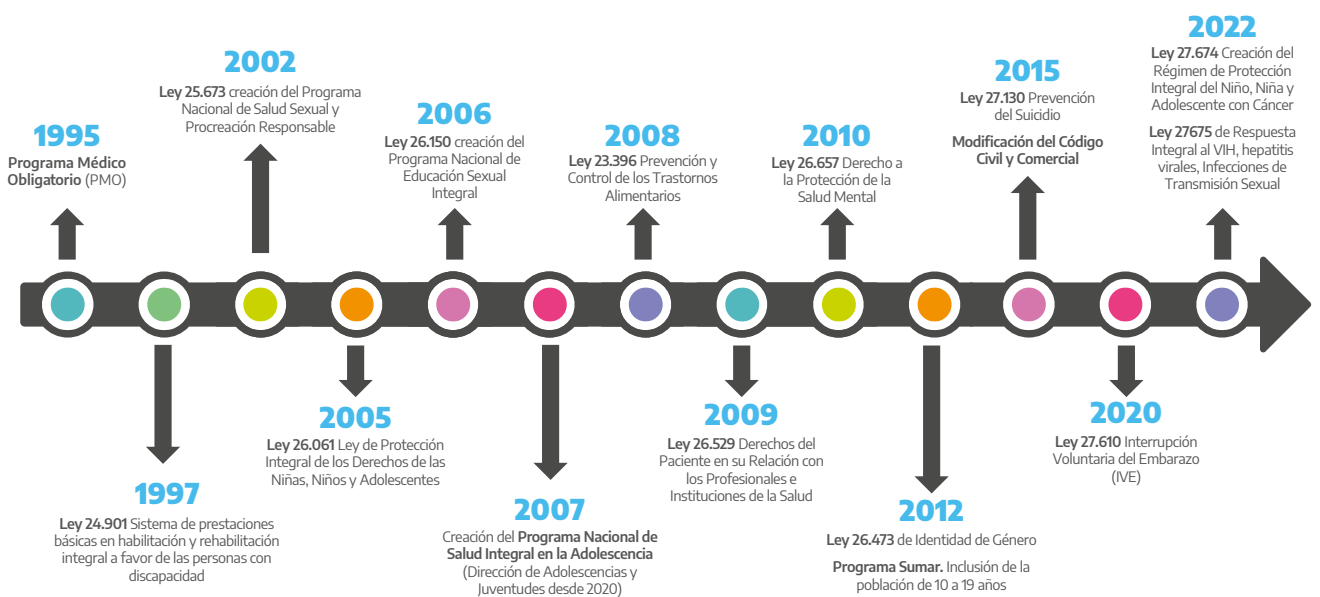 1995
Programa Médico
Obligatorio (PMO)
1997
Ley 24.901 Sistema de prestaciones
básicas en habilitación y rehabilitación
integral a favor de las personas con
discapacidad
2002
Ley 25.673 creación del Programa
Nacional de Salud Sexual y
Procreación Responsable
2005
Ley 26.061 Ley de Protección
Integral de los Derechos de las
Niñas, Niños y Adolescentes
2006
Ley 26.150 creación del
Programa Nacional de
Educación Sexual
Integral
2007
Creación del Programa Nacional de
Salud Integral en la Adolescencia
(Dirección de Adolescencias y
Juventudes desde 2020)
2008
Ley 23.396 Prevención y
Control de los Trastornos
Alimentarios
2009
Ley 26.529 Derechos del
Paciente en su Relación con
los Profesionales e
Instituciones de la Salud
2010
Ley 26.657 Derecho a
la Protección de la
Salud Mental
2012
Ley 26.473 de Identidad de Género
Programa Sumar. Inclusión de la
población de 10 a 19 años
2015
Ley 27.130 Prevención
del Suicidio
Modificación del Código
Civil y Comercial
2020
Ley 27.610 Interrupción
Voluntaria del Embarazo
(IVE)
2022
Ley 27.674 Creación del
Régimen de Protección
Integral del Niño, Niña y
Adolescente con Cáncer
Ley 27675 de Respuesta
Integral al VIH, hepatitis
virales, Infecciones de
Transmisión Sexual